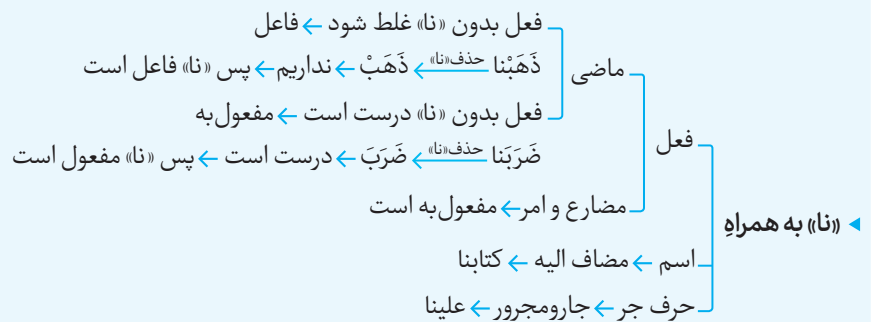 فعل بدون «نا» غلط شود ← فاعل
ماضی
ذَهَبْنا حذف«نا» ← ذَهَبْ ← نداریم ← پس «نا» فاعل است
فعل بدون «نا» درست است ← مفعول‌به
فعل
ضَرَبَنا حذف«نا» ← ضَرَبَ ← درست است ← پس «نا» مفعول است
مضارع و امر ← مفعول‌به است
◂ «نا» به همراهِ
اسم ← مضاف الیه ← کتابنا
حرف جر ← جارومجرور ← علینا